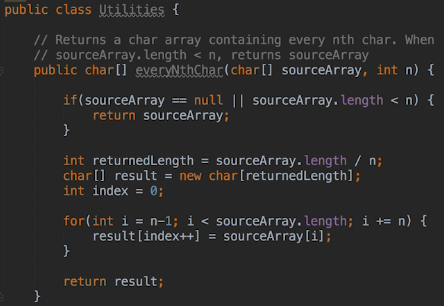 public class Utilities {
// Returns a char array containing every nth char. When
// sourceArray.length < n, returns sourceArray
public char[] everyNthChar(char[] sourceArray, int n) {
if(sourceArray == null || sourceArray.length < n) {
return sourceArray;
}
int returnedLength = sourceArray.length / n;
char[] result = new char[returnedLength];
int index = 0;
for(int i = n-1; i < sourceArray.length; i += n) {
result[index++] = sourceArray[i];
}
return result;
}